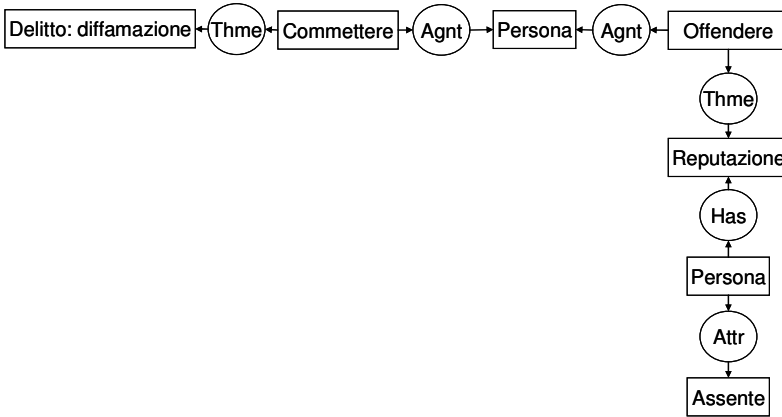 Delitto: diffamazione Thme Commettere Agnt Persona Agnt Offendere
Thme
Reputazione
Has
Persona
Attr
Assente